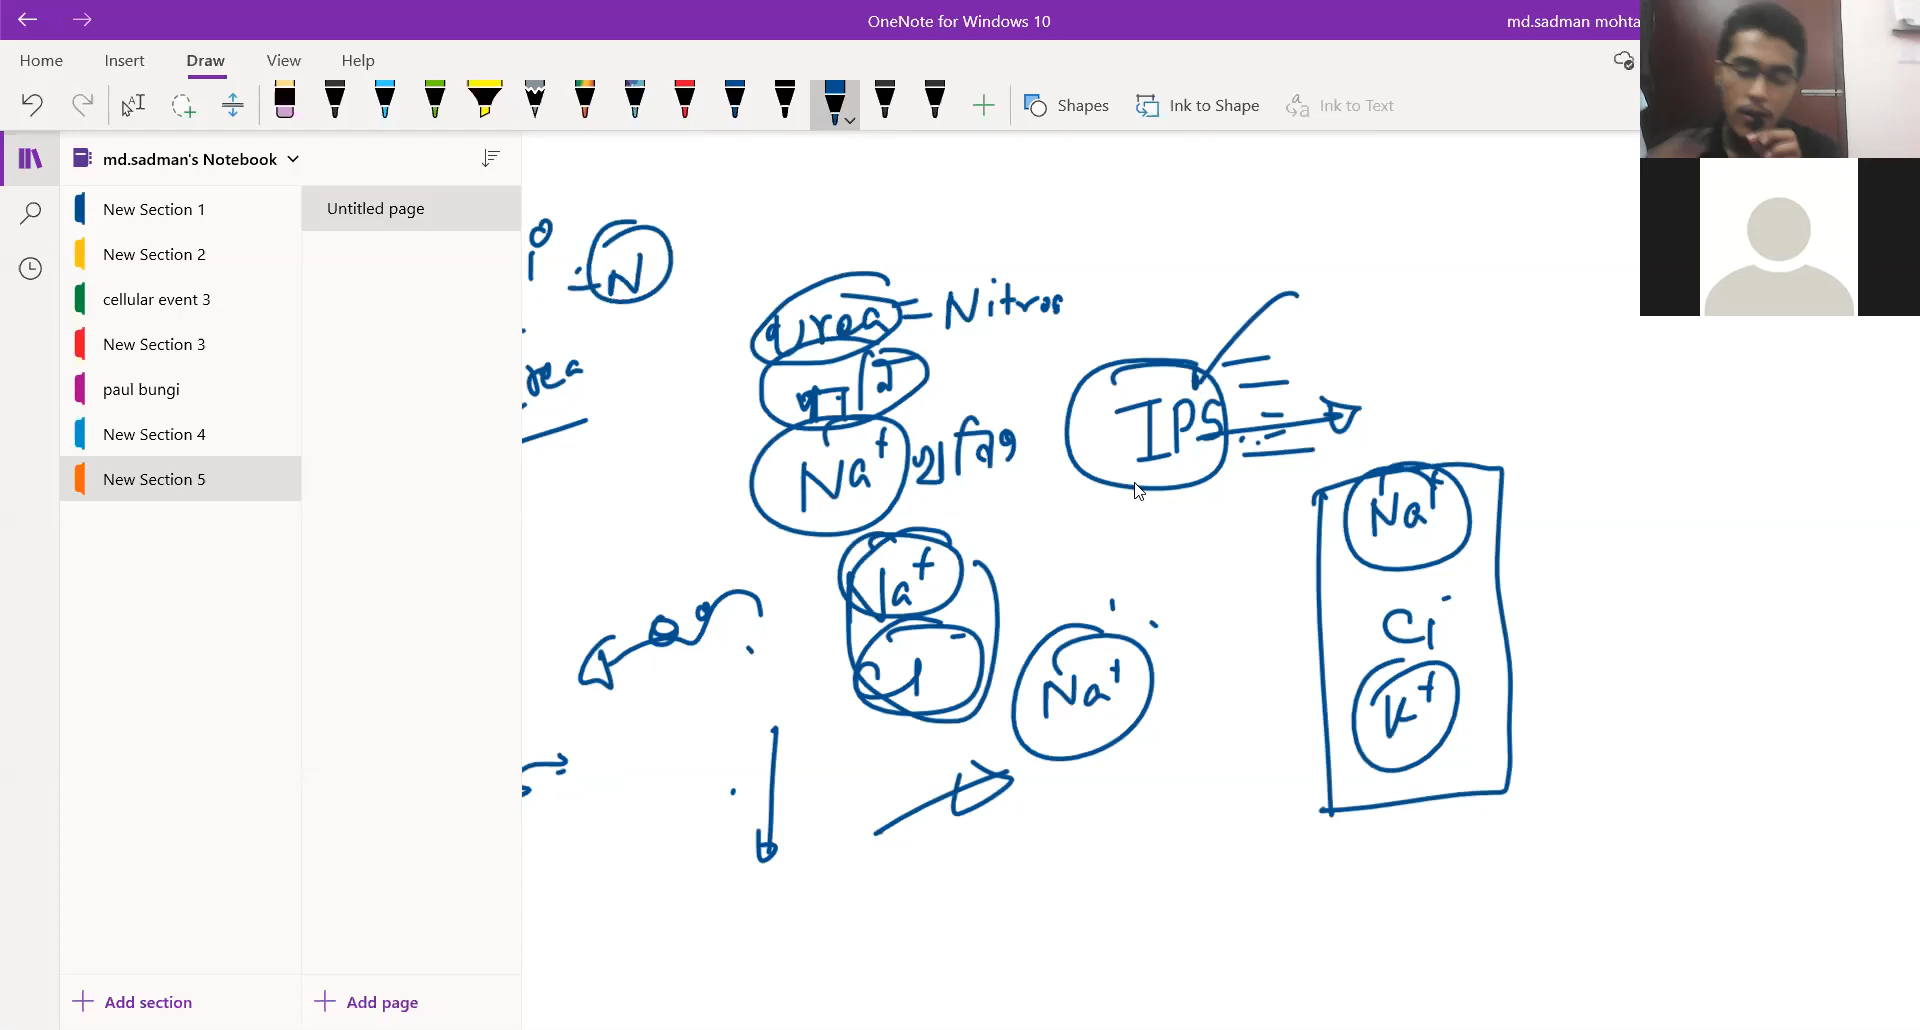 OneNote for Windows 10
md.sadman mohta
Home Insert Draw View Help
Shapes Ink to Shape Ink to Text
md.sadman's Notebook
New Section 1
New Section 2
cellular event 3
New Section 3
paul bungi
New Section 4
New Section 5
Untitled page
N
urea = Nitros
Na⁺
IPS
Cl⁻
Na⁺
Na⁺
Cl⁻
K⁺
Add section
Add page